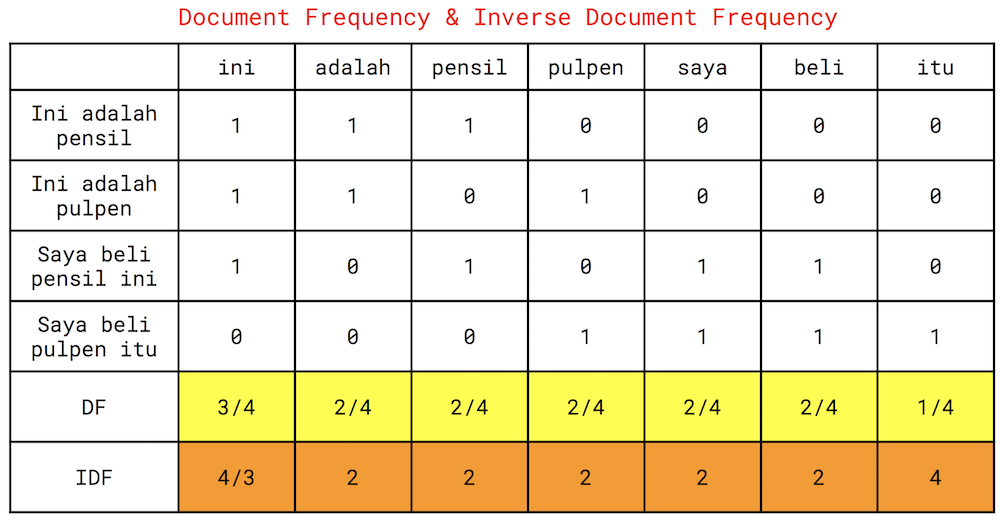 Document Frequency & Inverse Document Frequency
ini adalah pensil pulpen saya beli itu
Ini adalah
pensil
1 1 1 0 0 0 0
Ini adalah
pulpen
1 1 0 1 0 0 0
Saya beli
pensil ini
1 0 1 0 1 1 0
Saya beli
pulpen itu
0 0 0 1 1 1 1
DF 3/4 2/4 2/4 2/4 2/4 2/4 1/4
IDF 4/3 2 2 2 2 2 4